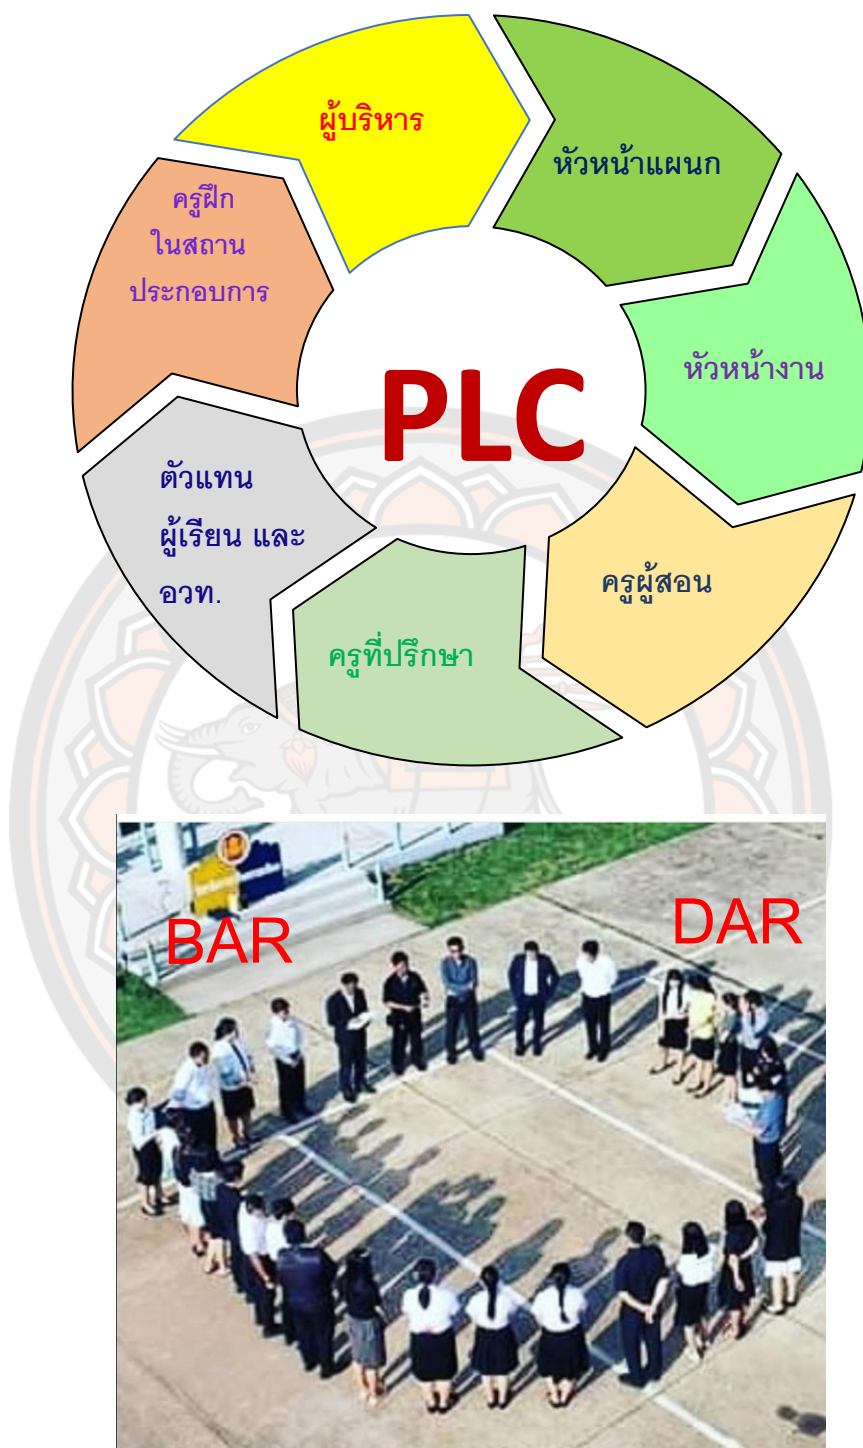 ผู้บริหาร
หัวหน้าแผนก
หัวหน้างาน
ครูผู้สอน
ครูที่ปรึกษา
ตัวแทน
ผู้เรียน และ
อวท.
ครูฝึก
ในสถาน
ประกอบการ
PLC
BAR
DAR